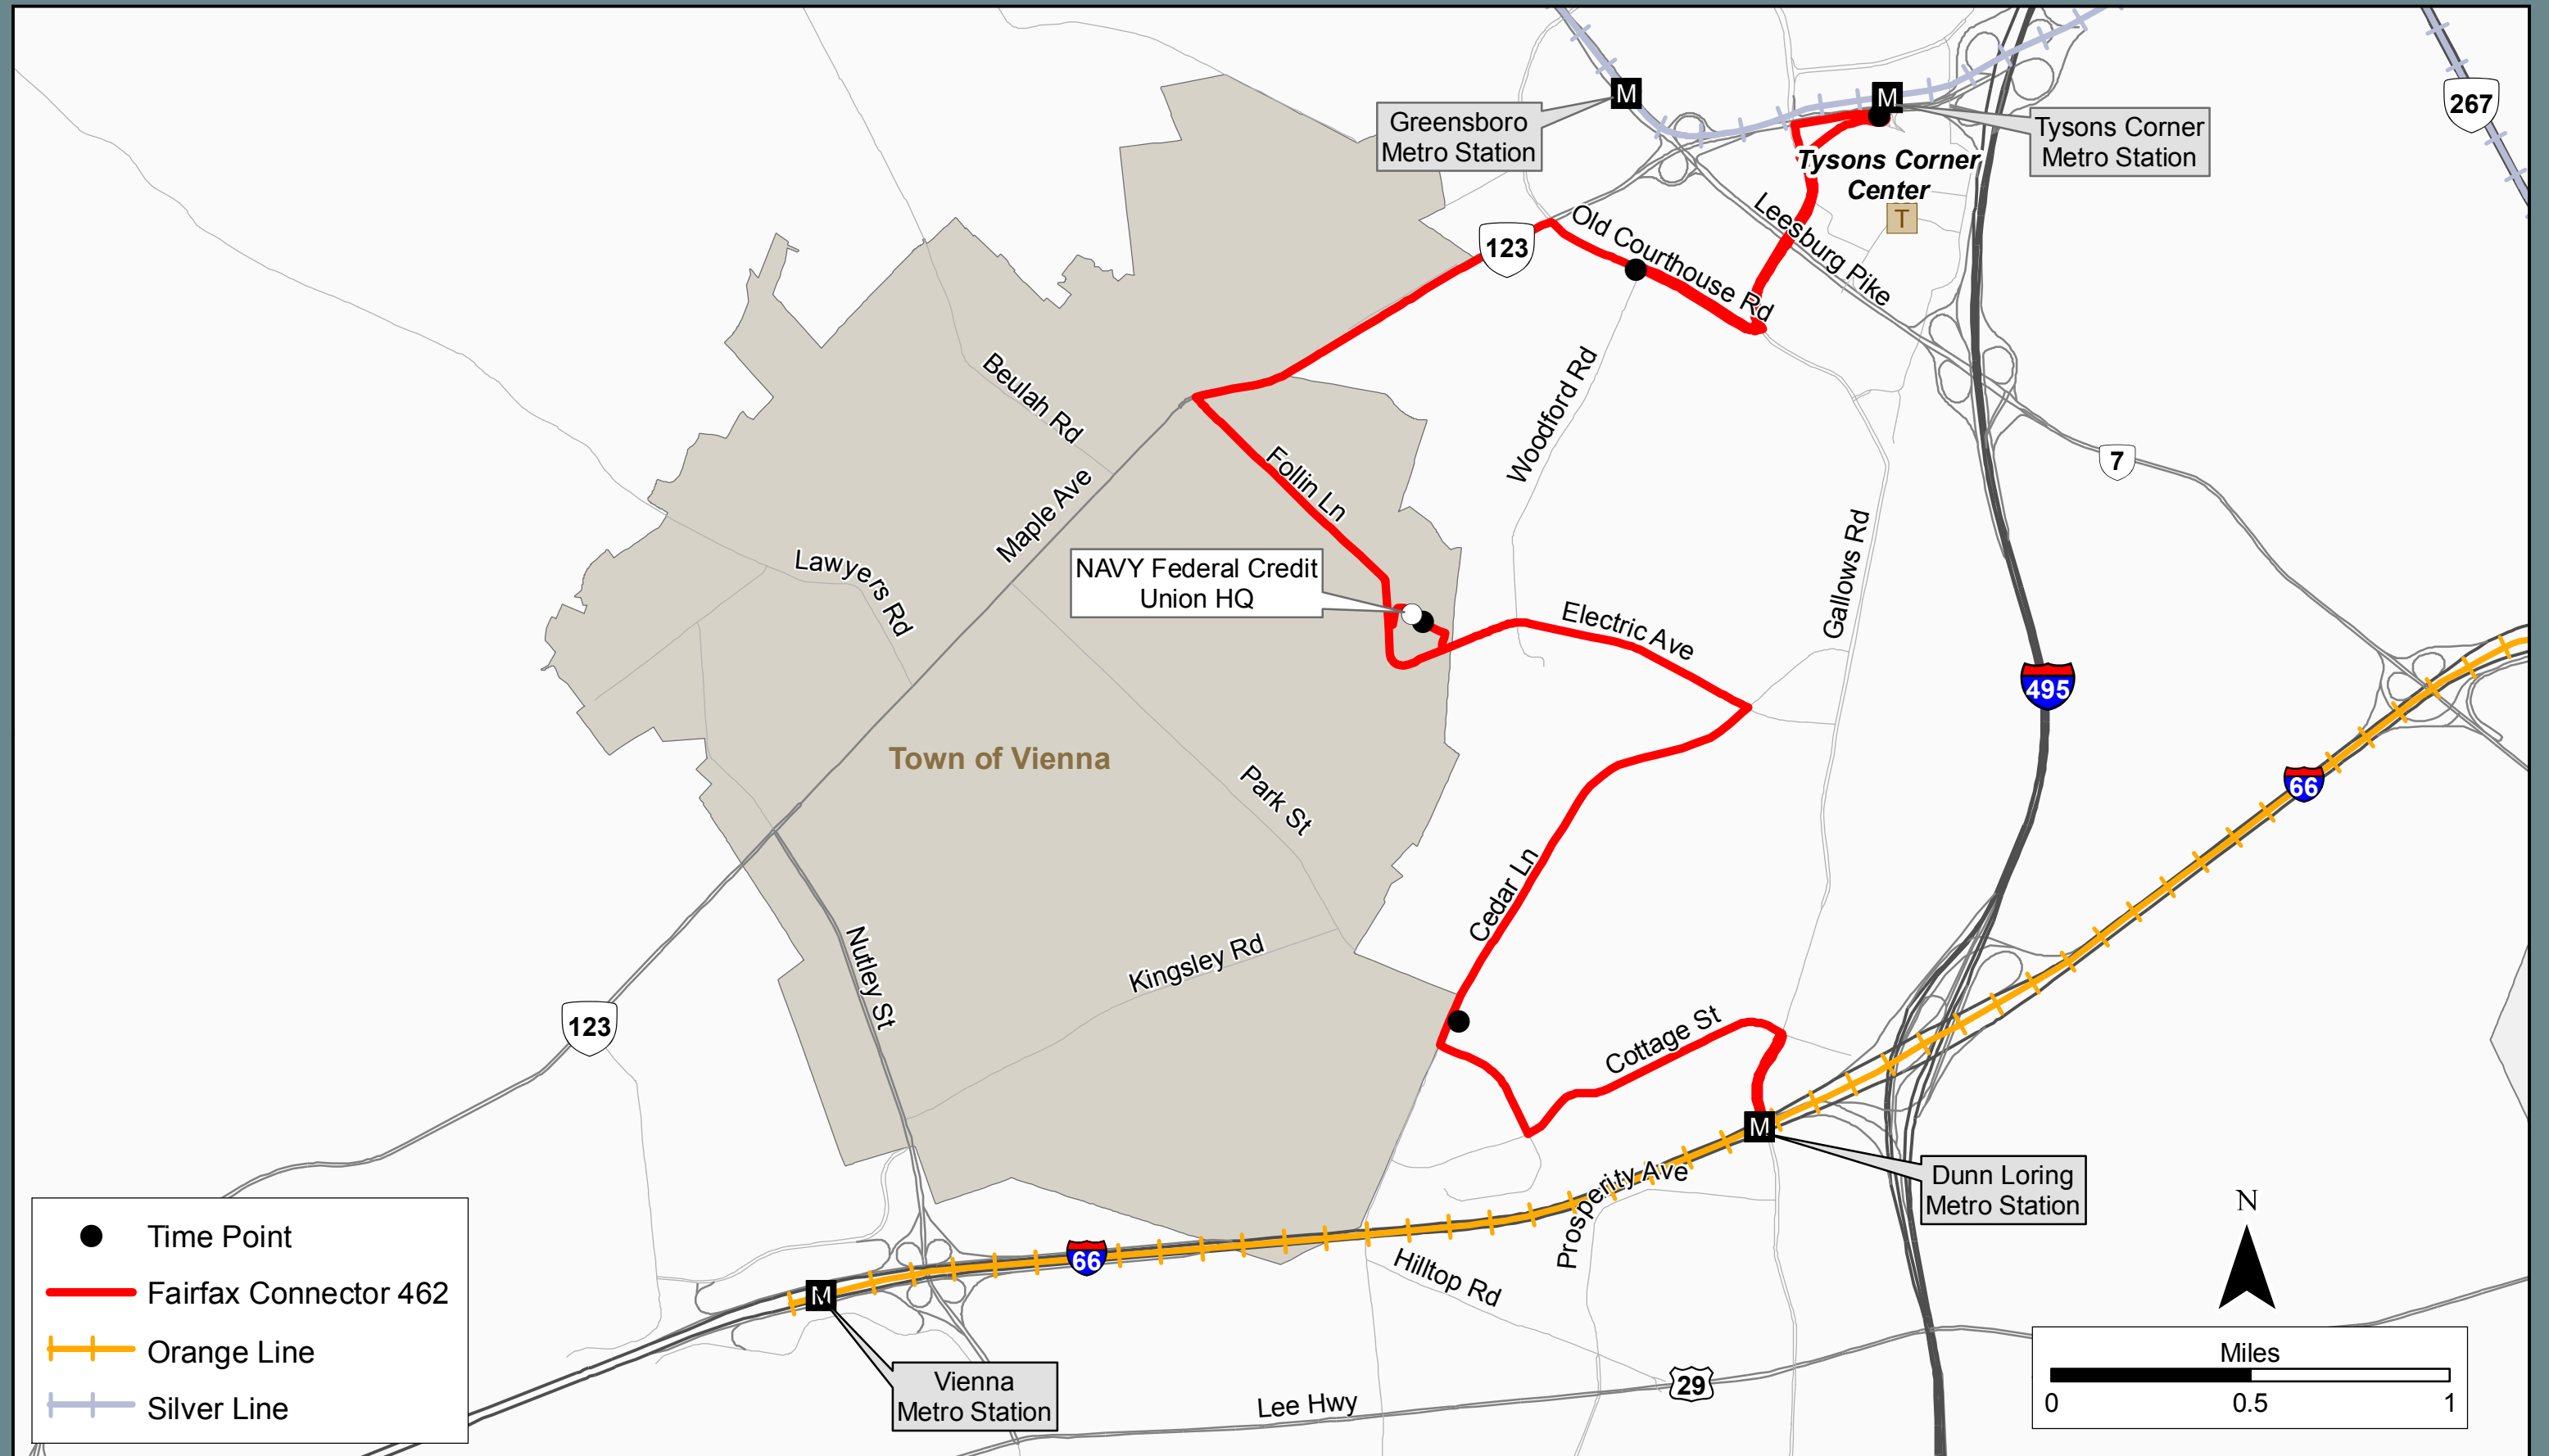 M
M
267
Greensboro
Metro Station
Tysons Corner
Metro Station
Tysons Corner
Center
T
123
Old Courthouse Rd
Leesburg Pike
Beulah Rd
Woodford Rd
7
Follin Ln
Maple Ave
Lawyers Rd
Gallows Rd
NAVY Federal Credit
Union HQ
Electric Ave
495
Town of Vienna
66
Park St
Cedar Ln
Nutley St
Kingsley Rd
123
Cottage St
M
Prosperity Ave
Dunn Loring
Metro Station
N
66
Hilltop Rd
M
Vienna
Metro Station
Lee Hwy
29
Time Point
Fairfax Connector 462
Orange Line
Silver Line
Miles
0 0.5 1